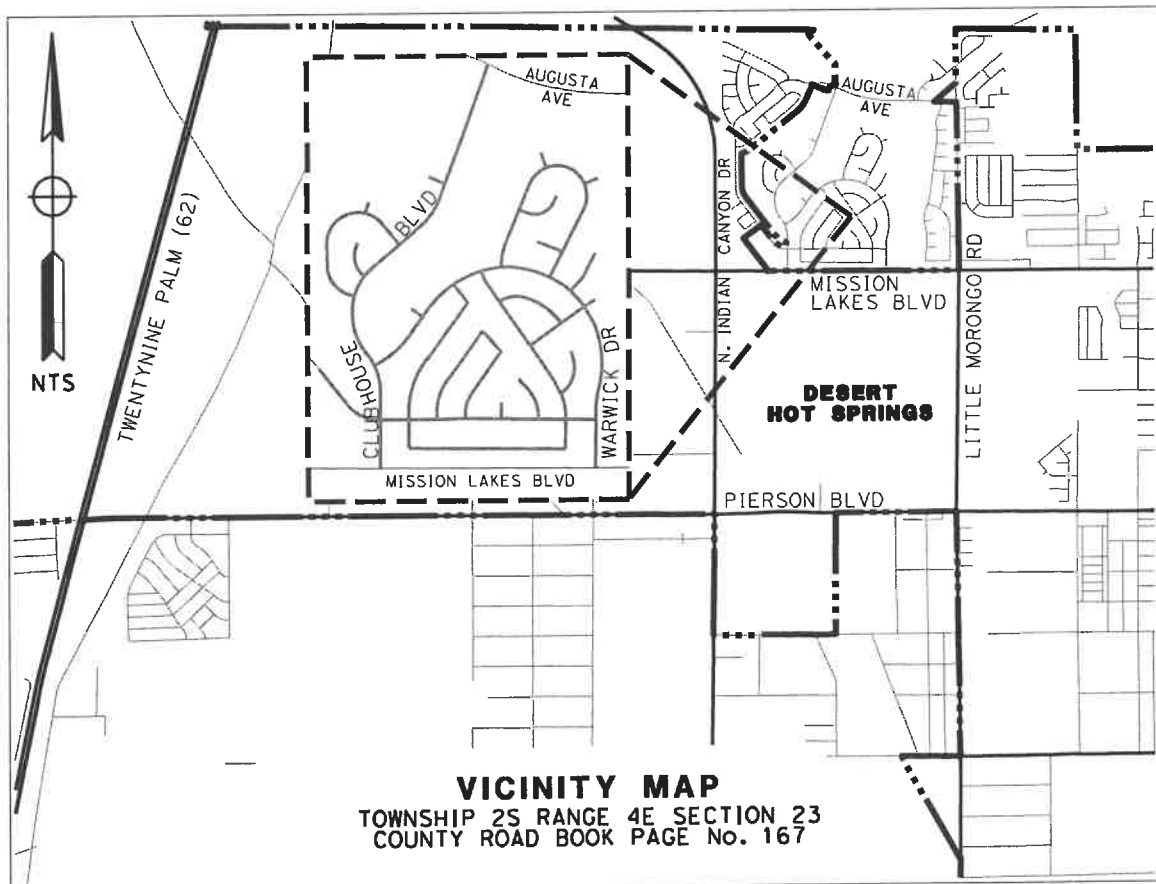 AUGUSTA
AVE
AUGUSTA
AVE
NTS
TWENTYNINE PALM (62)
CLUBHOUSE
BLVD
WARWICK DR
MISSION LAKES BLVD
N. INDIAN CANYON DR
MISSION
LAKES BLVD
LITTLE MORONGO RD
DESERT
HOT SPRINGS
PIERSON BLVD
VICINITY MAP
TOWNSHIP 2S RANGE 4E SECTION 23
COUNTY ROAD BOOK PAGE No. 167